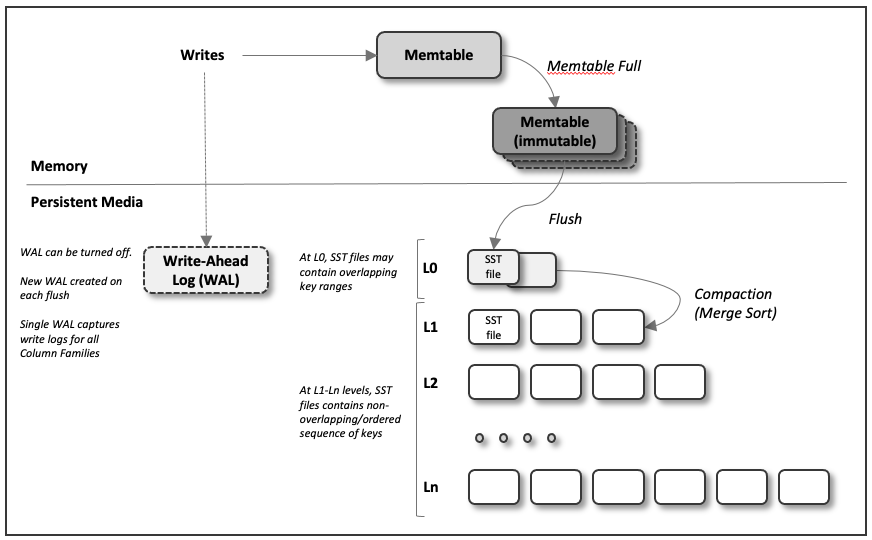 Writes
Memtable
Memtable Full
Memtable
(immutable)
Memory
Persistent Media
Flush
WAL can be turned off.
New WAL created on
each flush
Single WAL captures
write logs for all
Column Families
Write-Ahead
Log (WAL)
At L0, SST files may
contain overlapping
key ranges
L0
SST
file
Compaction
(Merge Sort)
L1
SST
file
L2
At L1-Ln levels, SST
files contains non-
overlapping/ordered
sequence of keys
Ln